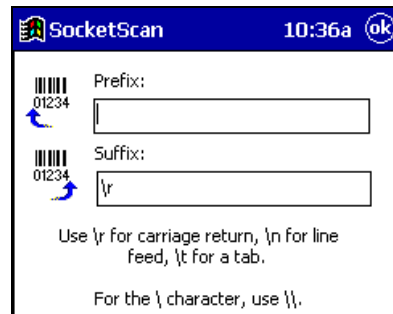 SocketScan 10:36a ok
Prefix:
01234
Suffix:
01234
\r
Use \r for carriage return, \n for line
feed, \t for a tab.
For the \ character, use \\.